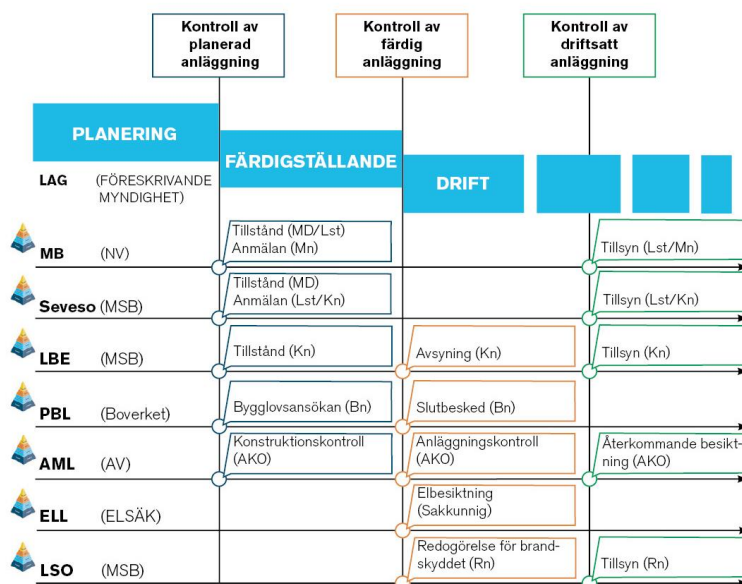 Kontroll av
planerad
anläggning
Kontroll av
färdig
anläggning
Kontroll av
driftsatt
anläggning
PLANERING
FÄRDIGSTÄLLANDE
DRIFT
LAG (FÖRESKRIVANDE
MYNDIGHET)
MB (NV)
Tillstånd (MD/Lst)
Anmälan (Mn)
Tillsyn (Lst/Mn)
Seveso (MSB)
Tillstånd (MD)
Anmälan (Lst/Kn)
Tillsyn (Lst/Kn)
LBE (MSB)
Tillstånd (Kn)
Avsyning (Kn)
Tillsyn (Kn)
PBL (Boverket)
Bygglovsansökan (Bn)
Slutbesked (Bn)
AML (AV)
Konstruktionskontroll
(AKO)
Anläggningskontroll
(AKO)
Återkommande besikt-
ning (AKO)
ELL (ELSÄK)
Elbesiktning
(Sakkunnig)
LSO (MSB)
Redogörelse för brand-
skyddet (Rn)
Tillsyn (Rn)